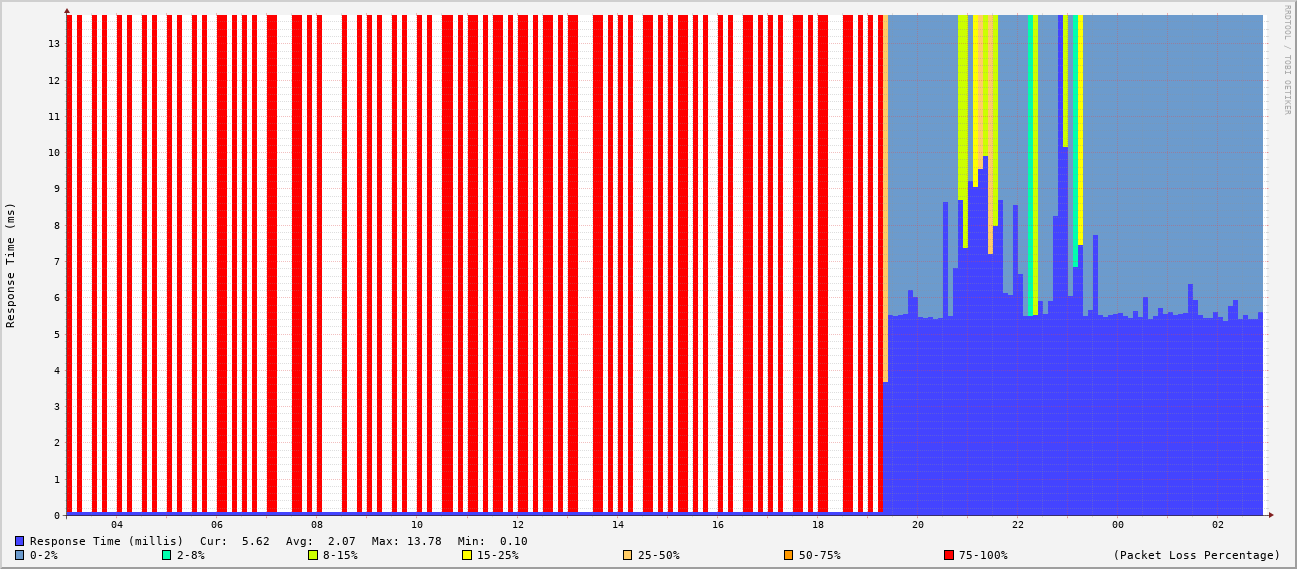 RRDTOOL / TOBI OETIKER
Response Time (ms)
13
12
11
10
9
8
7
6
5
4
3
2
1
0
04 06 08 10 12 14 16 18 20 22 00 02
Response Time (millis) Cur: 5.62 Avg: 2.07 Max: 13.78 Min: 0.10
0-2% 2-8% 8-15% 15-25% 25-50% 50-75% 75-100% (Packet Loss Percentage)